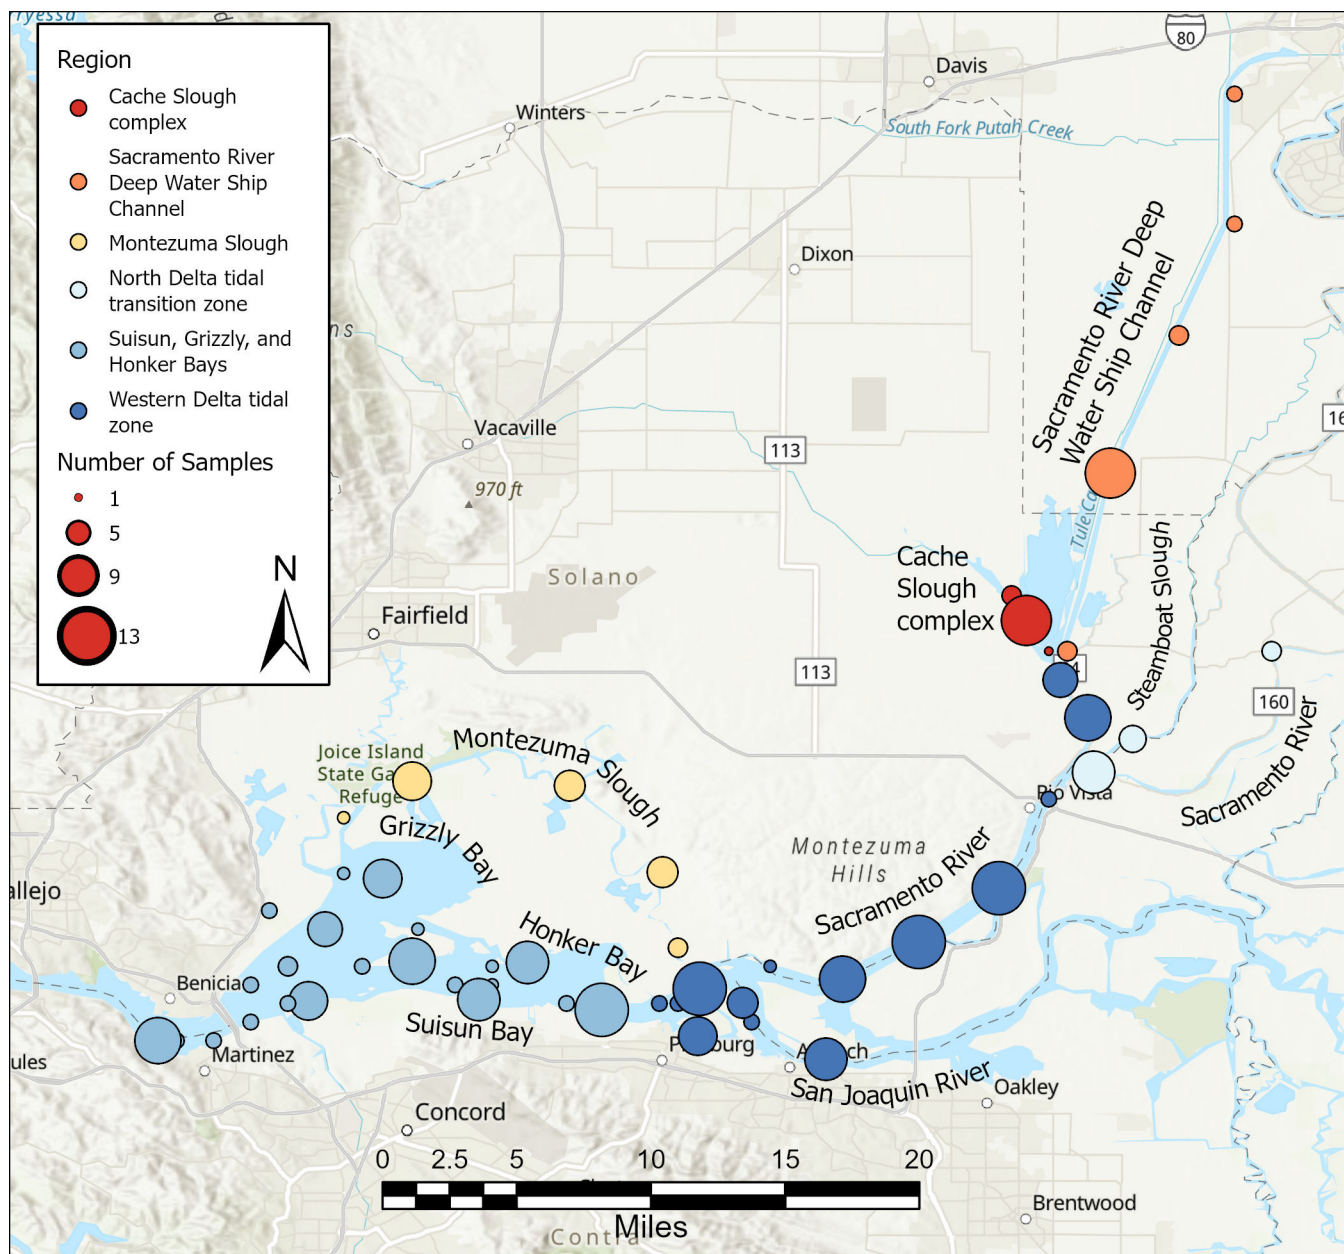 Region
Cache Slough
complex
Sacramento River
Deep Water Ship
Channel
Montezuma Slough
North Delta tidal
transition zone
Suisun, Grizzly, and
Honker Bays
Western Delta tidal
zone
Number of Samples
1
5
9
13
N
80
Davis
Winters
South Fork Putah Creek
Dixon
Sacramento River Deep
Water Ship Channel
Vacaville
113
970 ft
Solano
Cache
Slough
complex
Steamboat Slough
Fairfield
113
160
Sacramento River
Joice Island
Refuge
Montezuma Slough
Grizzly Bay
Rio Vista
Montezuma
Hills
Sacramento River
Honker Bay
Benicia
Suisun Bay
Martinez
San Joaquin River
Oakley
Concord
0 2.5 5 10 15 20
Miles
Brentwood